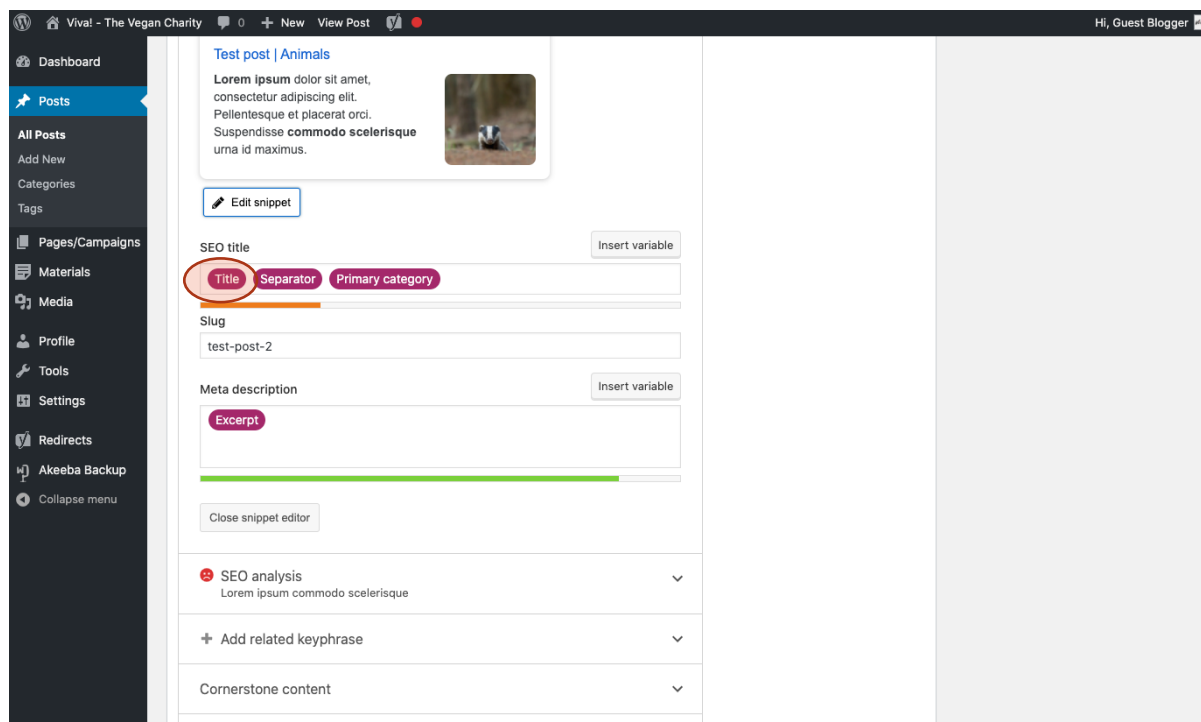 Viva! - The Vegan Charity 0 New View Post Hi, Guest Blogger
Dashboard
Posts
All Posts
Add New
Categories
Tags
Pages/Campaigns
Materials
Media
Profile
Tools
Settings
Redirects
Akeeba Backup
Collapse menu
Test post | Animals
Lorem ipsum dolor sit amet,
consectetur adipiscing elit.
Pellentesque et placerat orci.
Suspendisse commodo scelerisque
urna id maximus.
Edit snippet
SEO title Insert variable
Title Separator Primary category
Slug
test-post-2
Meta description Insert variable
Excerpt
Close snippet editor
SEO analysis
Lorem ipsum commodo scelerisque
Add related keyphrase
Cornerstone content